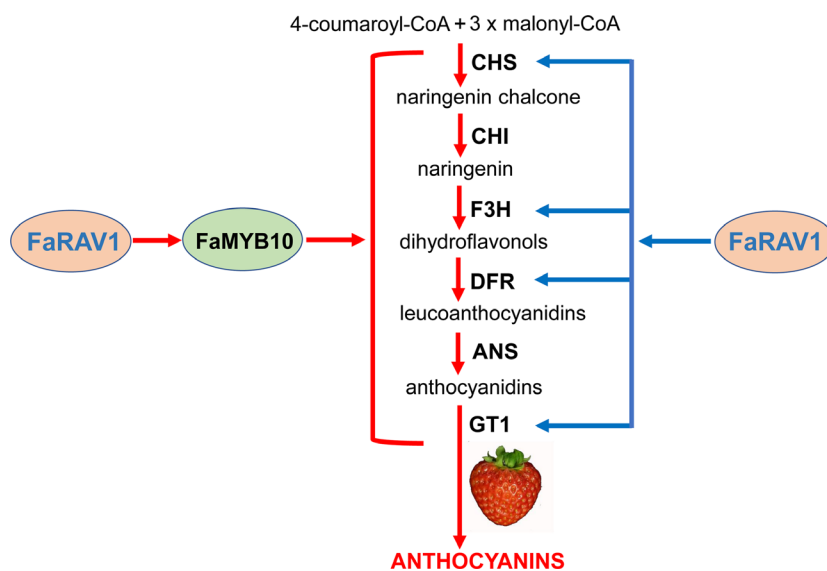 4-coumaroyl-CoA + 3 x malonyl-CoA
CHS
naringenin chalcone
CHI
naringenin
F3H
FaRAV1
FaMYB10
dihydroflavonols
FaRAV1
DFR
leucoanthocyanidins
ANS
anthocyanidins
GT1
ANTHOCYANINS